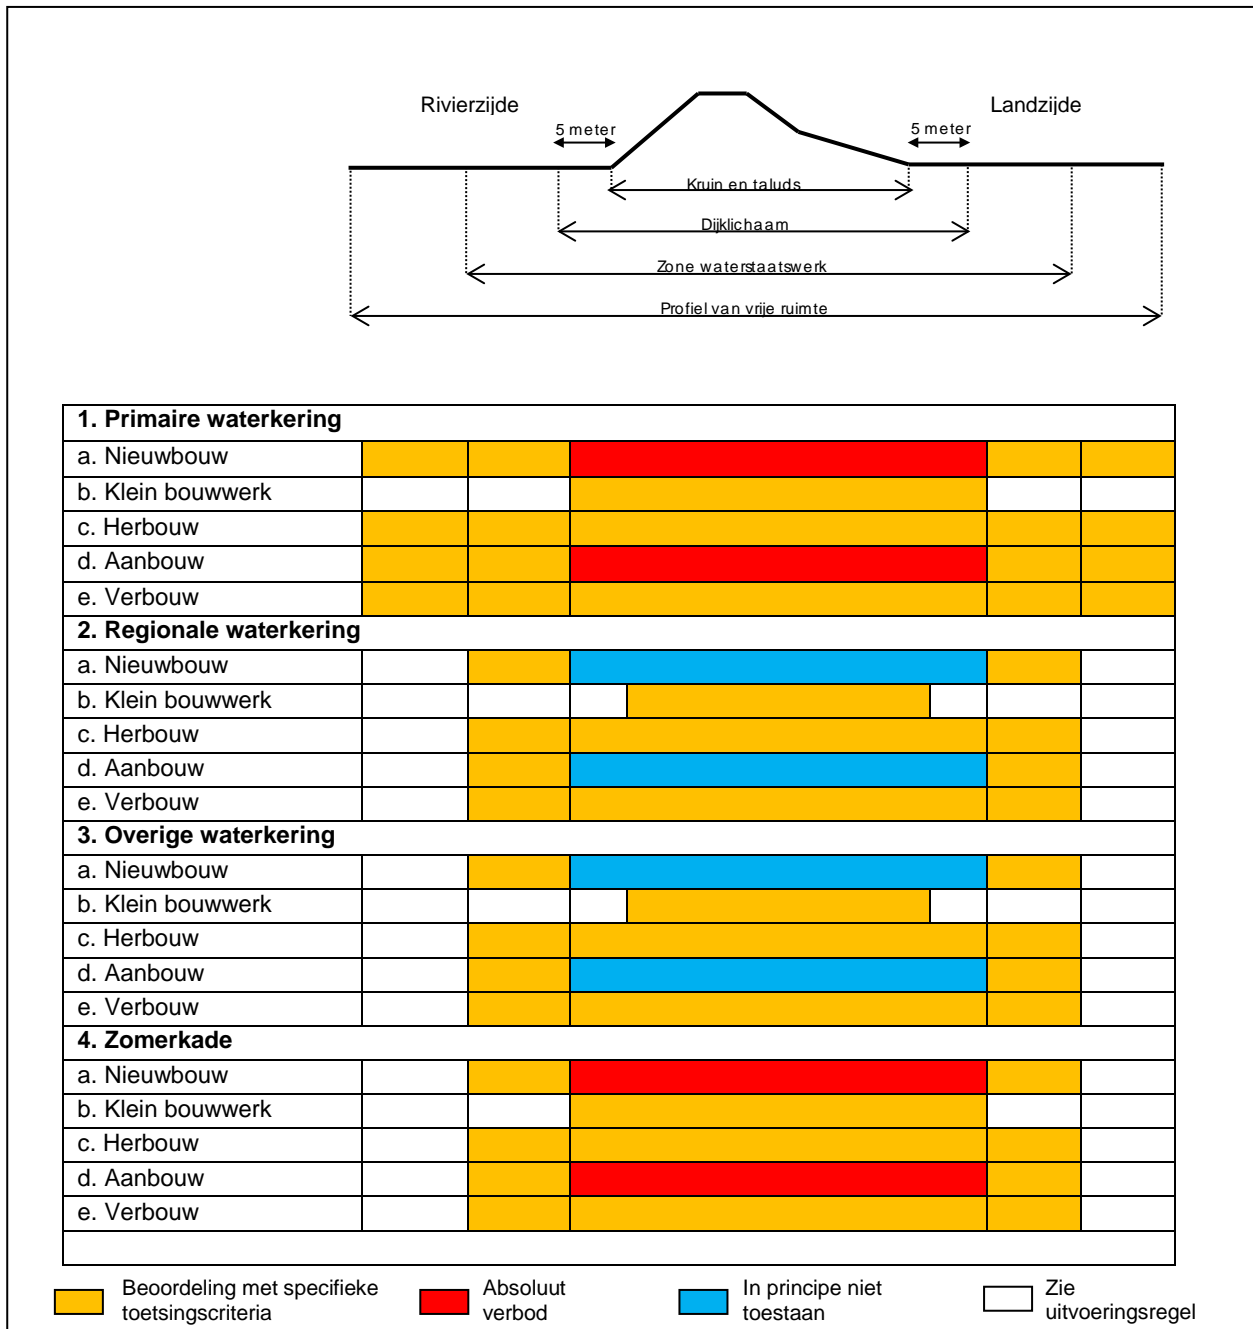 Rivierzijde
Landzijde
5 meter
5 meter
Kruin en taluds
Dijklichaam
Zone waterstaatswerk
Profiel van vrije ruimte
1. Primaire waterkering
a. Nieuwbouw
b. Klein bouwwerk
c. Herbouw
d. Aanbouw
e. Verbouw
2. Regionale waterkering
a. Nieuwbouw
b. Klein bouwwerk
c. Herbouw
d. Aanbouw
e. Verbouw
3. Overige waterkering
a. Nieuwbouw
b. Klein bouwwerk
c. Herbouw
d. Aanbouw
e. Verbouw
4. Zomerkade
a. Nieuwbouw
b. Klein bouwwerk
c. Herbouw
d. Aanbouw
e. Verbouw
Beoordeling met specifieke
toetsingscriteria
Absoluut
verbod
In principe niet
toestaan
Zie
uitvoeringsregel